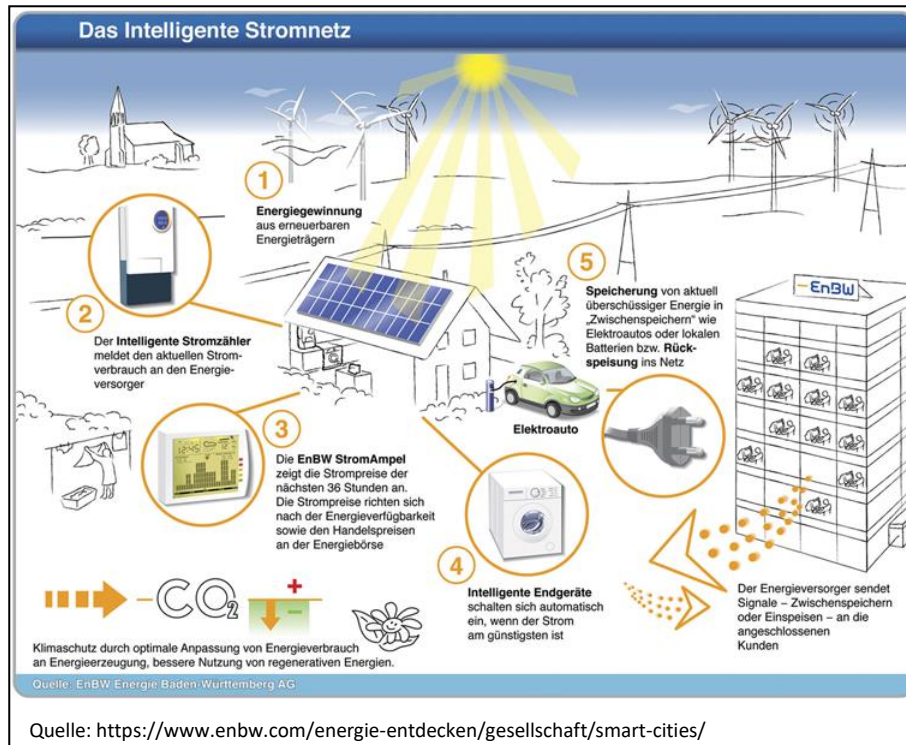 Das Intelligente Stromnetz
1
Energiegewinnung
aus erneuerbaren
Energieträgern
2
Der Intelligente Stromzähler
meldet den aktuellen Strom-
verbrauch an den Energie-
versorger
3
Die EnBW StromAmpel
zeigt die Strompreise der
nächsten 36 Stunden an.
Die Strompreise richten sich
nach der Energieverfügbarkeit
sowie den Handelspreisen
an der Energiebörse
4
Intelligente Endgeräte
schalten sich automatisch
ein, wenn der Strom
am günstigsten ist
5
Speicherung von aktuell
überschüssiger Energie in
„Zwischenspeichern“ wie
Elektroautos oder lokalen
Batterien bzw. Rück-
speisung ins Netz
Elektroauto
EnBW
Der Energieversorger sendet
Signale – Zwischenspeichern
oder Einspeisen – an die
angeschlossenen
Kunden
–CO2
+
–
Klimaschutz durch optimale Anpassung von Energieverbrauch
an Energieerzeugung, bessere Nutzung von regenerativen Energien.
Quelle: EnBW Energie Baden-Württemberg AG
Quelle: https://www.enbw.com/energie-entdecken/gesellschaft/smart-cities/